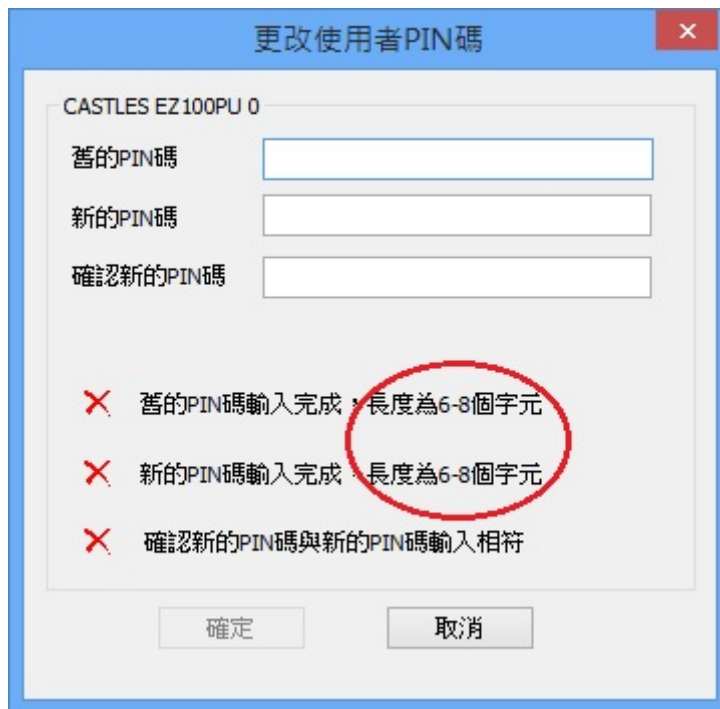 更改使用者PIN碼
CASTLES EZ100PU 0
舊的PIN碼
新的PIN碼
確認新的PIN碼
舊的PIN碼輸入完成，長度為6-8個字元
新的PIN碼輸入完成，長度為6-8個字元
確認新的PIN碼與新的PIN碼輸入相符
確定 取消